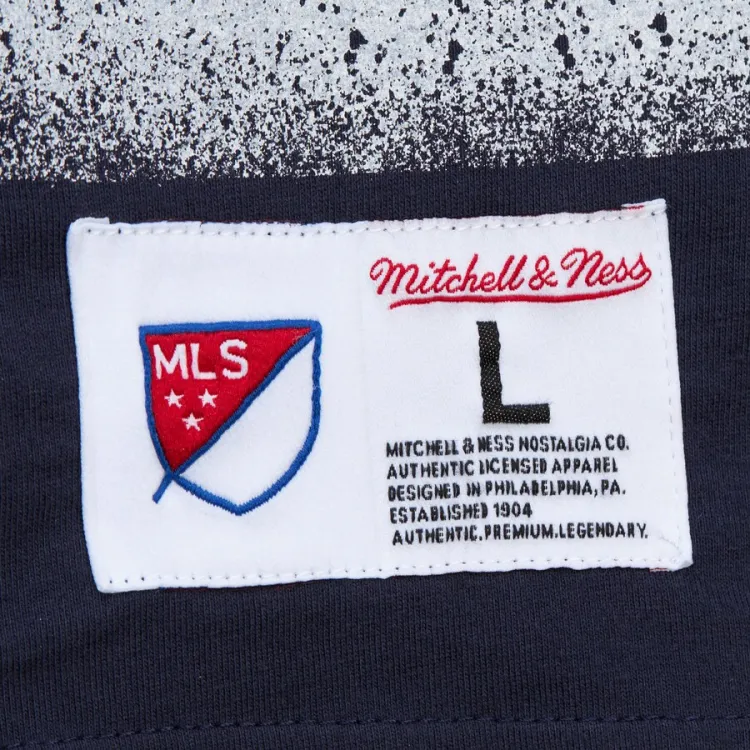 MLS
Mitchell & Ness
L
MITCHELL & NESS NOSTALGIA CO.
AUTHENTIC LICENSED APPAREL
DESIGNED IN PHILADELPHIA, PA.
ESTABLISHED 1904
AUTHENTIC.PREMIUM.LEGENDARY.